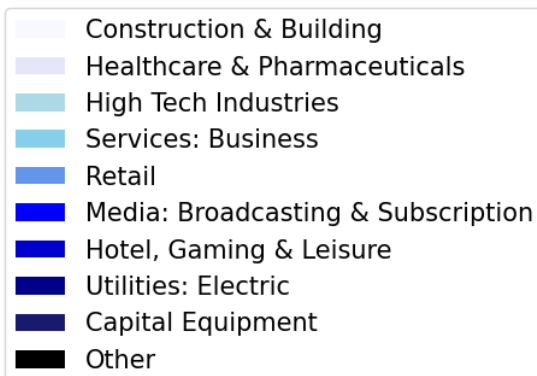 Construction & Building
Healthcare & Pharmaceuticals
High Tech Industries
Services: Business
Retail
Media: Broadcasting & Subscription
Hotel, Gaming & Leisure
Utilities: Electric
Capital Equipment
Other